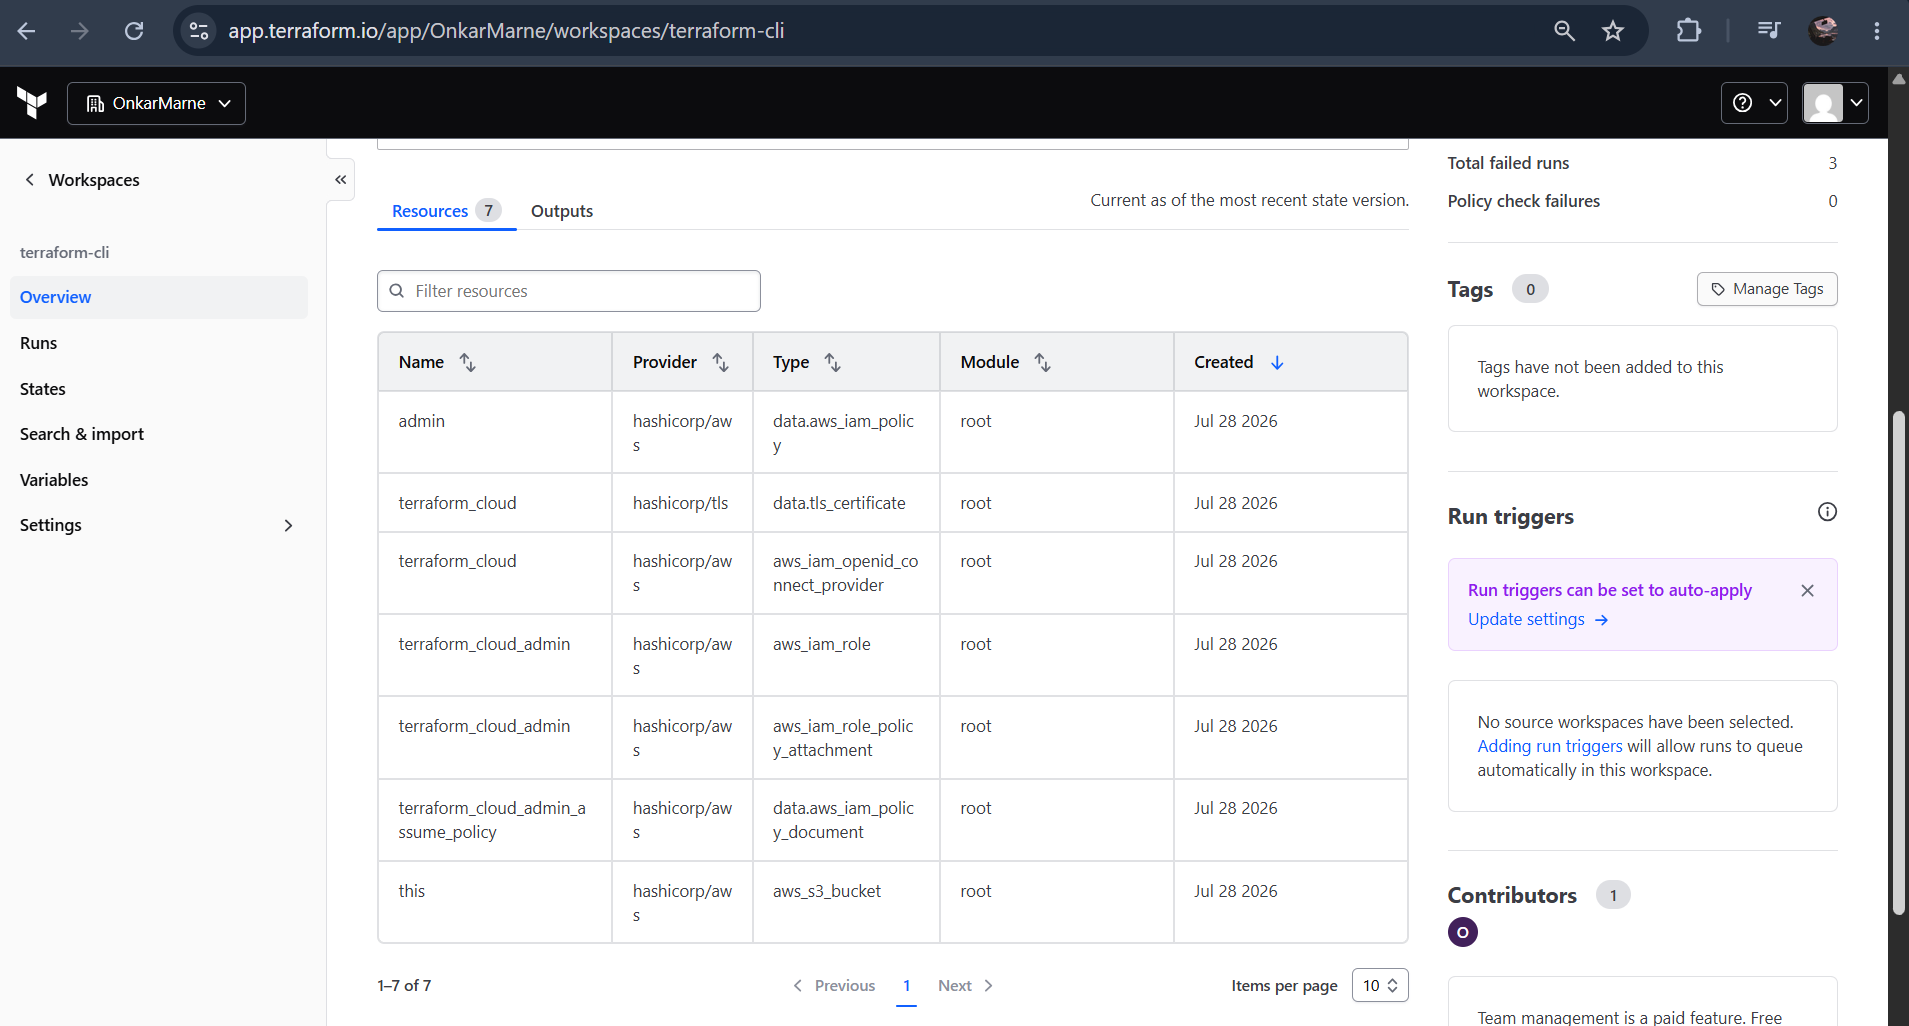 app.terraform.io/app/OnkarMarne/workspaces/terraform-cli
OnkarMarne
Workspaces
terraform-cli
Overview
Runs
States
Search & import
Variables
Settings
Resources 7
Outputs
Current as of the most recent state version.
Filter resources
Name Provider Type Module Created
admin hashicorp/aw data.aws_iam_polic root Jul 28 2026
s y
terraform_cloud hashicorp/tls data.tls_certificate root Jul 28 2026
terraform_cloud hashicorp/aw aws_iam_openid_co root Jul 28 2026
s nnect_provider
terraform_cloud_admin hashicorp/aw aws_iam_role root Jul 28 2026
s
terraform_cloud_admin hashicorp/aw aws_iam_role_polic root Jul 28 2026
s y_attachment
terraform_cloud_admin_a hashicorp/aw data.aws_iam_polic root Jul 28 2026
ssume_policy s y_document
this hashicorp/aw aws_s3_bucket root Jul 28 2026
s
1–7 of 7
Previous 1 Next
Items per page 10
Total failed runs 3
Policy check failures 0
Tags 0
Manage Tags
Tags have not been added to this
workspace.
Run triggers
Run triggers can be set to auto-apply
Update settings
No source workspaces have been selected.
Adding run triggers will allow runs to queue
automatically in this workspace.
Contributors 1
O
Team management is a paid feature. Free